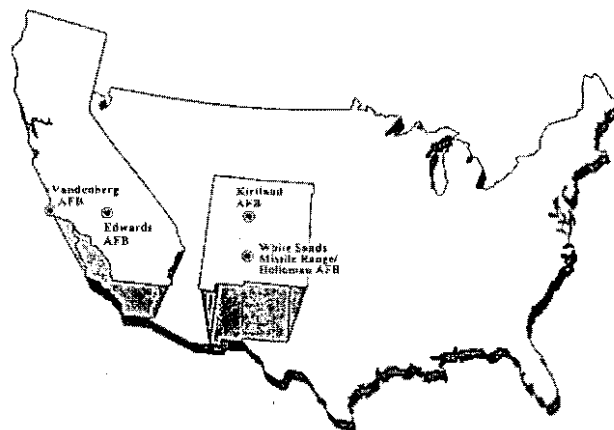 Vandenberg
AFB
Edwards
AFB
Kirtland
AFB
White Sands
Missile Range/
Holloman AFB